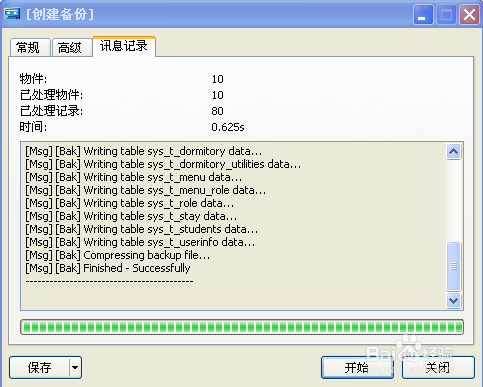 [创建备份]
常规 高级 讯息记录
物件: 10
已处理物件: 10
已处理记录: 80
时间: 0.625s
[Msg] [Bak] Writing table sys_t_dormitory data...
[Msg] [Bak] Writing table sys_t_dormitory_utilities data...
[Msg] [Bak] Writing table sys_t_menu data...
[Msg] [Bak] Writing table sys_t_menu_role data...
[Msg] [Bak] Writing table sys_t_role data...
[Msg] [Bak] Writing table sys_t_stay data...
[Msg] [Bak] Writing table sys_t_students data...
[Msg] [Bak] Writing table sys_t_userinfo data...
[Msg] [Bak] Compressing backup file...
[Msg] [Bak] Finished - Successfully
------------------------------------------
保存 开始 关闭